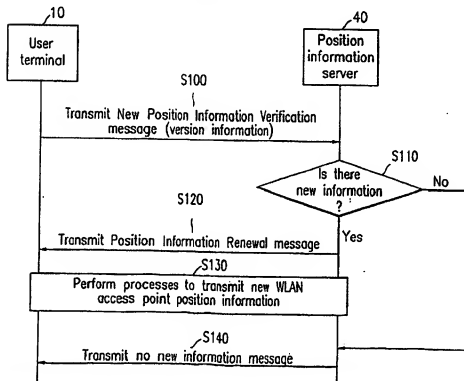 10
User
terminal
40
Position
information
server
S100
Transmit New Position Information Verification
message (version information)
S110
Is there
new information
?
No
Yes
S120
Transmit Position Information Renewal message
S130
Perform processes to transmit new WLAN
access point position information
S140
Transmit no new information message